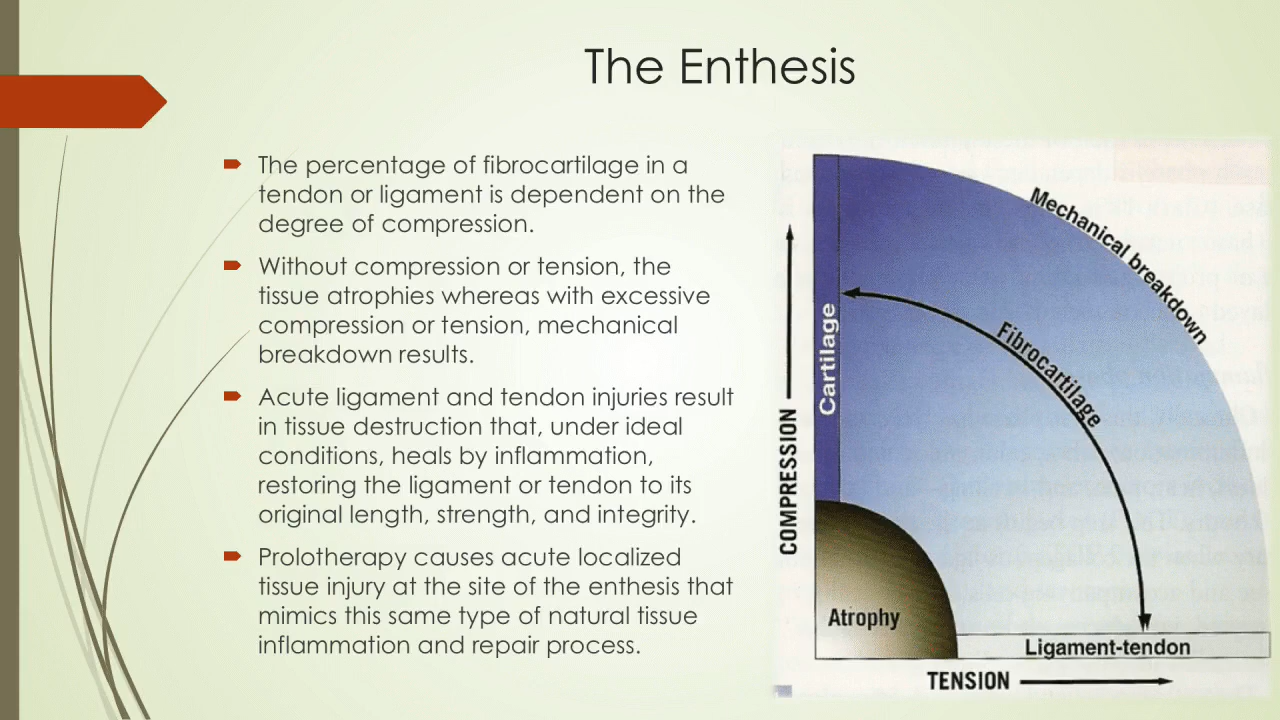 The Enthesis
The percentage of fibrocartilage in a
tendon or ligament is dependent on the
degree of compression.
Without compression or tension, the
tissue atrophies whereas with excessive
compression or tension, mechanical
breakdown results.
Acute ligament and tendon injuries result
in tissue destruction that, under ideal
conditions, heals by inflammation,
restoring the ligament or tendon to its
original length, strength, and integrity.
Prolotherapy causes acute localized
tissue injury at the site of the enthesis that
mimics this same type of natural tissue
inflammation and repair process.
Mechanical breakdown
Fibrocartilage
Cartilage
COMPRESSION
Atrophy
Ligament-tendon
TENSION